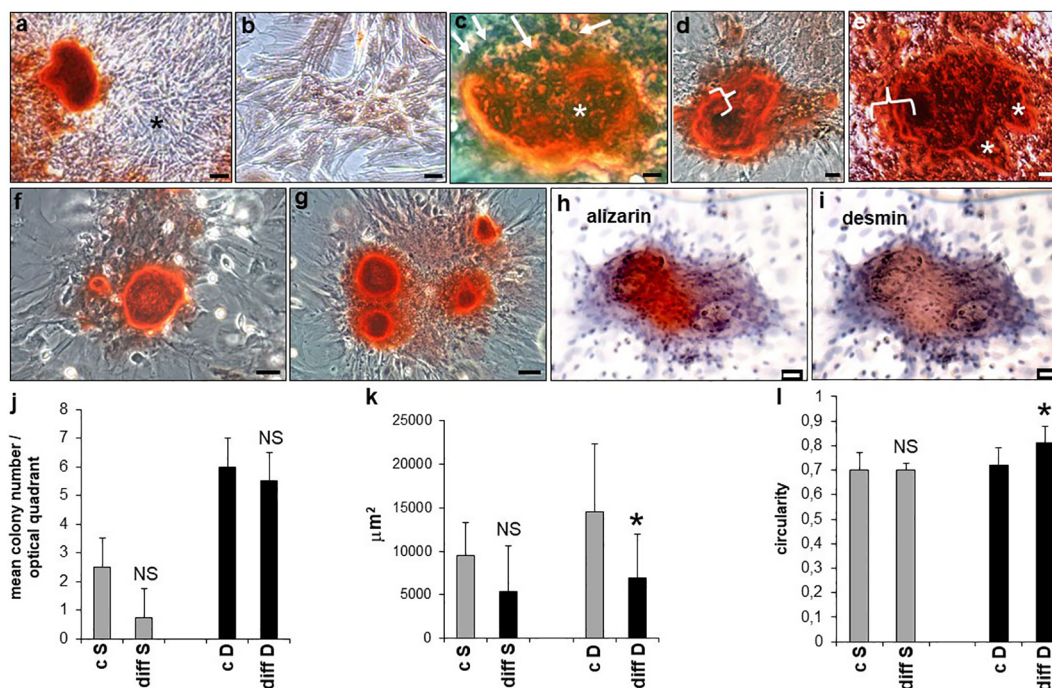 a
b
c
d
e
*
*
*
*
f
g
h
alizarin
i
desmin
j
mean colony number /
optical quadrant
8
7
6
5
4
3
2
1
0
NS
NS
c S
diff S
c D
diff D
k
μm²
25000
20000
15000
10000
5000
0
NS
*
c S
diff S
c D
diff D
l
circularity
1
0,9
0,8
0,7
0,6
0,5
0,4
0,3
0,2
0,1
0
NS
*
c S
diff S
c D
diff D